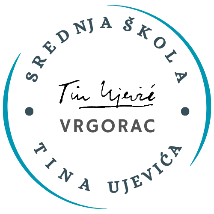 SREDNJA ŠKOLA
Tin Ujević
VRGORAC
TINA UJEVIĆA